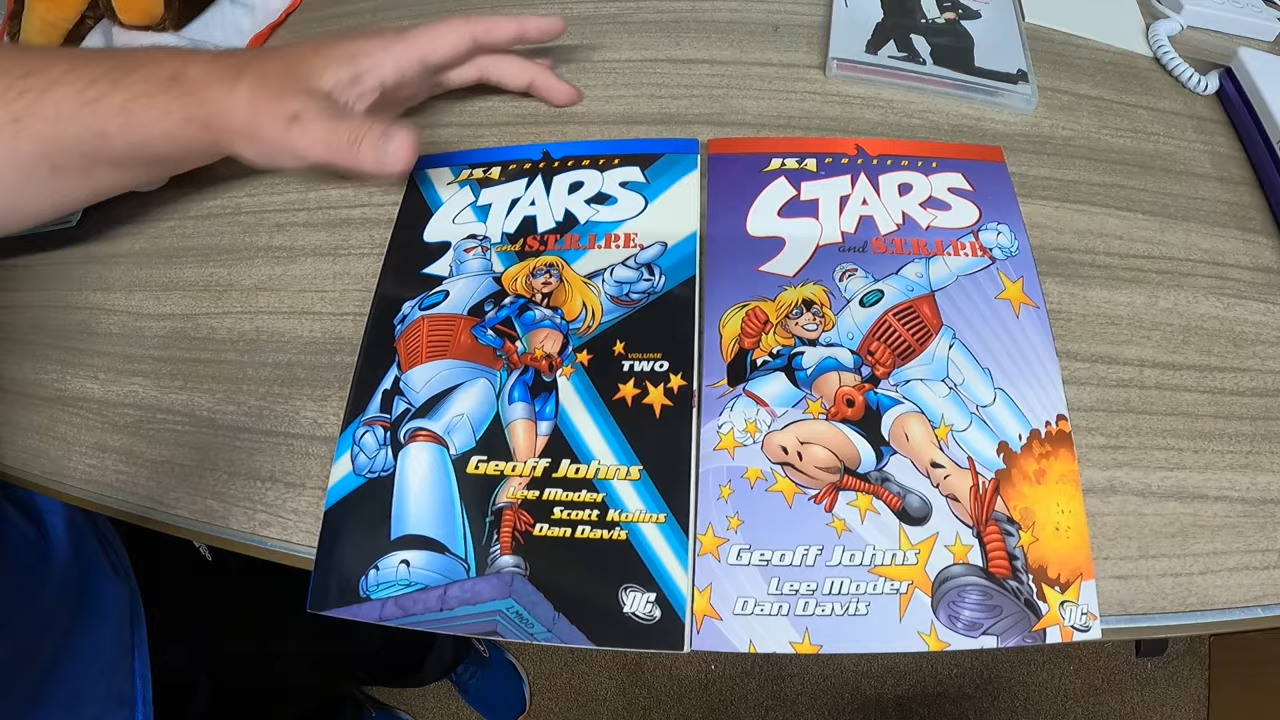 JSA PRESENTS
STARS
and S.T.R.I.P.E.
VOLUME
TWO
Geoff Johns
Lee Moder
Scott Kolins
Dan Davis
LMOD
DC
JSA PRESENTS
STARS
and S.T.R.I.P.E.
Geoff Johns
Lee Moder
Dan Davis
DC